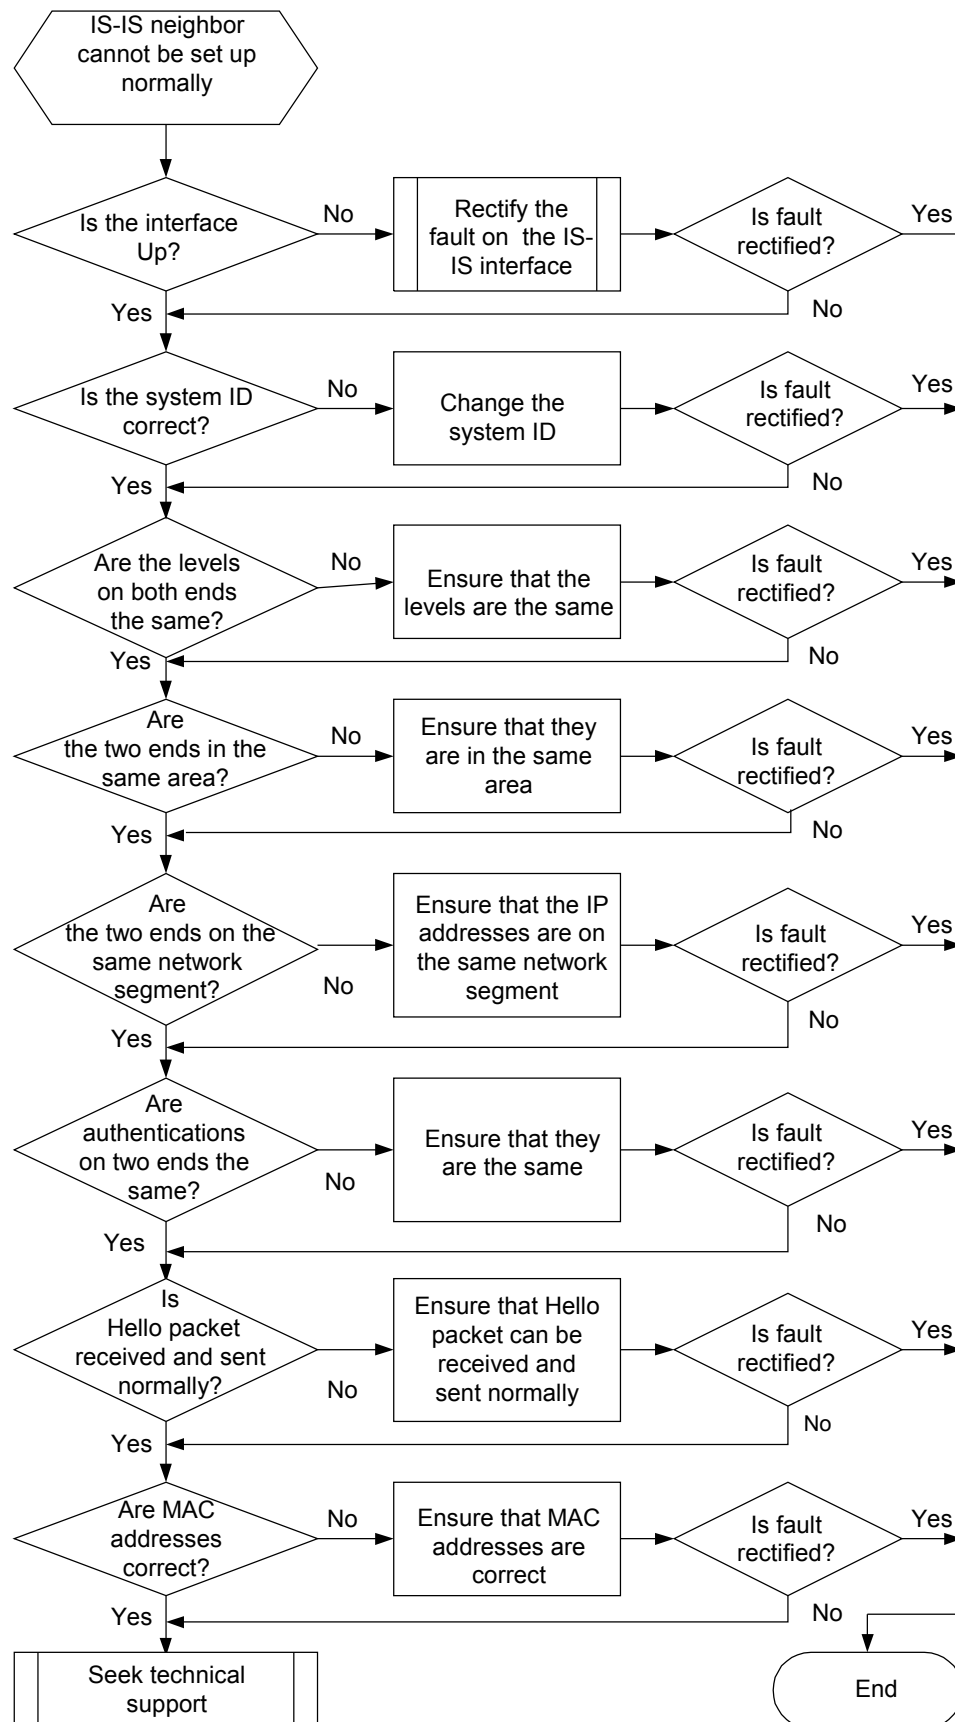 IS-IS neighbor
cannot be set up
normally
Is the interface
Up?
No
Rectify the
fault on the IS-
IS interface
Is fault
rectified?
Yes
No
Yes
Is the system ID
correct?
No
Change the
system ID
Is fault
rectified?
Yes
No
Yes
Are the levels
on both ends
the same?
No
Ensure that the
levels are the same
Is fault
rectified?
Yes
No
Yes
Are
the two ends in the
same area?
No
Ensure that they
are in the same
area
Is fault
rectified?
Yes
No
Yes
Are
the two ends on the
same network
segment?
No
Ensure that the IP
addresses are on
the same network
segment
Is fault
rectified?
Yes
No
Yes
Are
authentications
on two ends the
same?
No
Ensure that they
are the same
Is fault
rectified?
Yes
No
Yes
Is
Hello packet
received and sent
normally?
No
Ensure that Hello
packet can be
received and
sent normally
Is fault
rectified?
Yes
No
Yes
Are MAC
addresses
correct?
No
Ensure that MAC
addresses are
correct
Is fault
rectified?
Yes
No
Yes
Seek technical
support
End